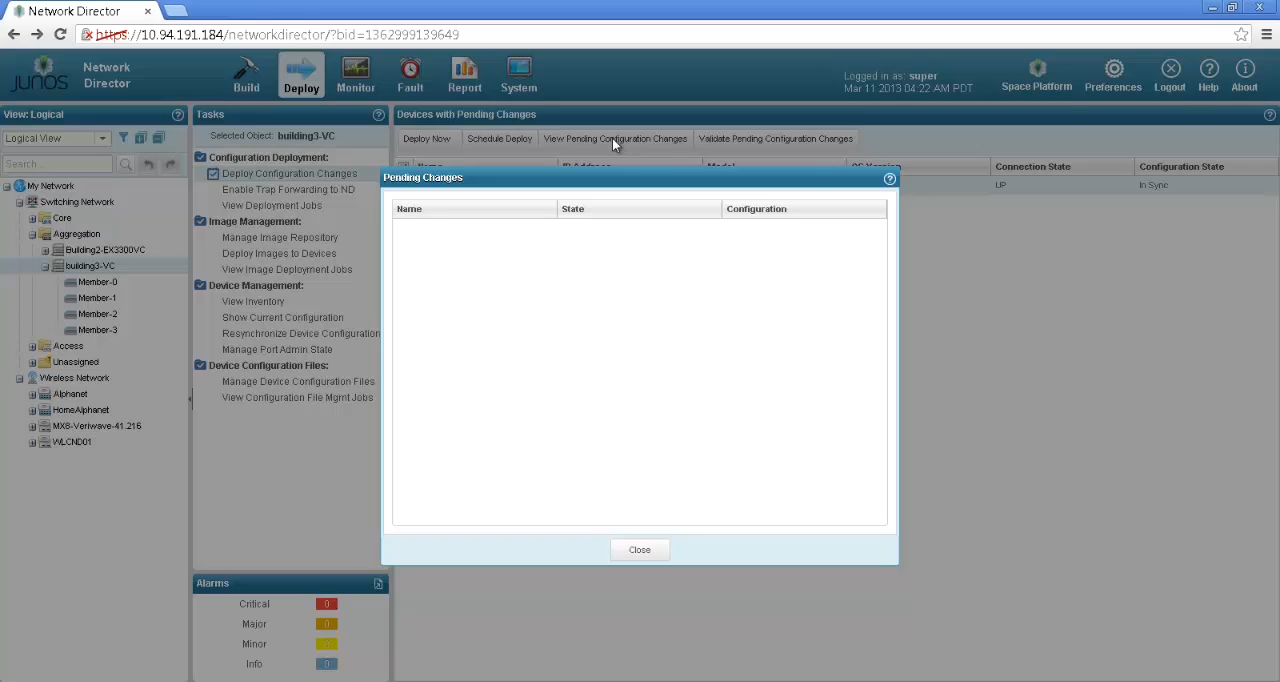 Network Director
https://10.94.191.184/networkdirector/?bid=1362999139649
JUNOS
Network
Director
Build
Deploy
Monitor
Fault
Report
System
Logged in as: super
Mar 11 2013 04:22 AM PDT
Space Platform
Preferences
Logout
Help
About
View: Logical
Logical View
Search...
My Network
Switching Network
Core
Aggregation
Building2-EX3300VC
building3-VC
Member-0
Member-1
Member-2
Member-3
Access
Unassigned
Wireless Network
Alphanet
HomeAlphanet
MX8-Veriwave-41.216
WLCND01
Tasks
Selected Object: building3-VC
Configuration Deployment:
Deploy Configuration Changes
Enable Trap Forwarding to ND
View Deployment Jobs
Image Management:
Manage Image Repository
Deploy Images to Devices
View Image Deployment Jobs
Device Management:
View Inventory
Show Current Configuration
Resynchronize Device Configuration
Manage Port Admin State
Device Configuration Files:
Manage Device Configuration Files
View Configuration File Mgmt Jobs
Alarms
Critical 0
Major 0
Minor
Info 0
Devices with Pending Changes
Deploy Now Schedule Deploy View Pending Configuration Changes Validate Pending Configuration Changes
Name IP Address Model OS Version Connection State Configuration State
UP In Sync
Pending Changes
Name State Configuration
Close